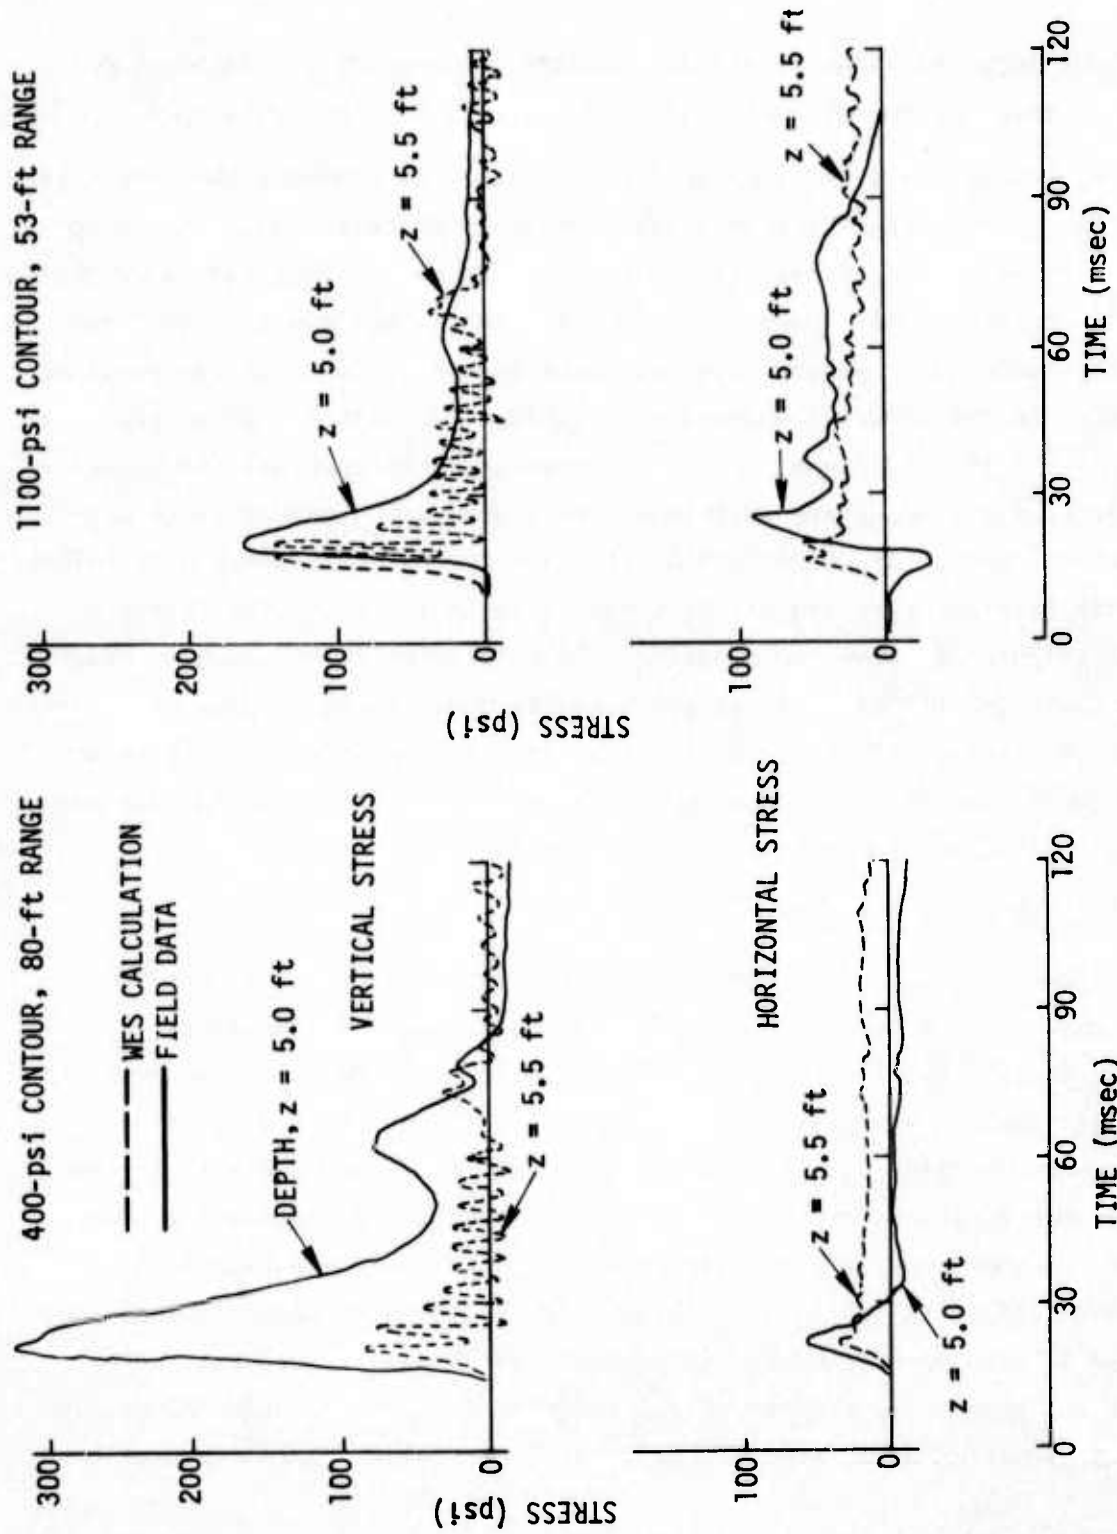 400-psi CONTOUR, 80-ft RANGE
WES CALCULATION
FIELD DATA
300
200
100
0
STRESS (psi)
DEPTH, z = 5.0 ft
VERTICAL STRESS
z = 5.5 ft
1100-psi CONTOUR, 53-ft RANGE
300
200
100
0
STRESS (psi)
z = 5.0 ft
z = 5.5 ft
HORIZONTAL STRESS
100
0
z = 5.5 ft
z = 5.0 ft
0
30
60
90
120
TIME (msec)
100
0
z = 5.0 ft
z = 5.5 ft
0
30
60
90
120
TIME (msec)